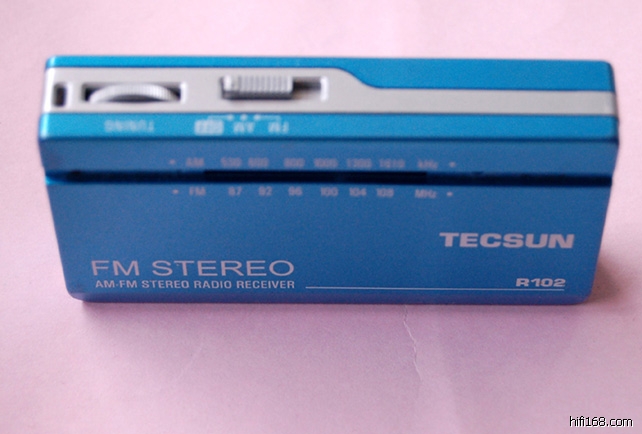 TUNING
OFF AM FM
AM 530 600 800 1000 1300 1610 kHz
FM 87 92 96 100 104 108 MHz
TECSUN
FM STEREO
AM-FM STEREO RADIO RECEIVER
R102
hifi168.com